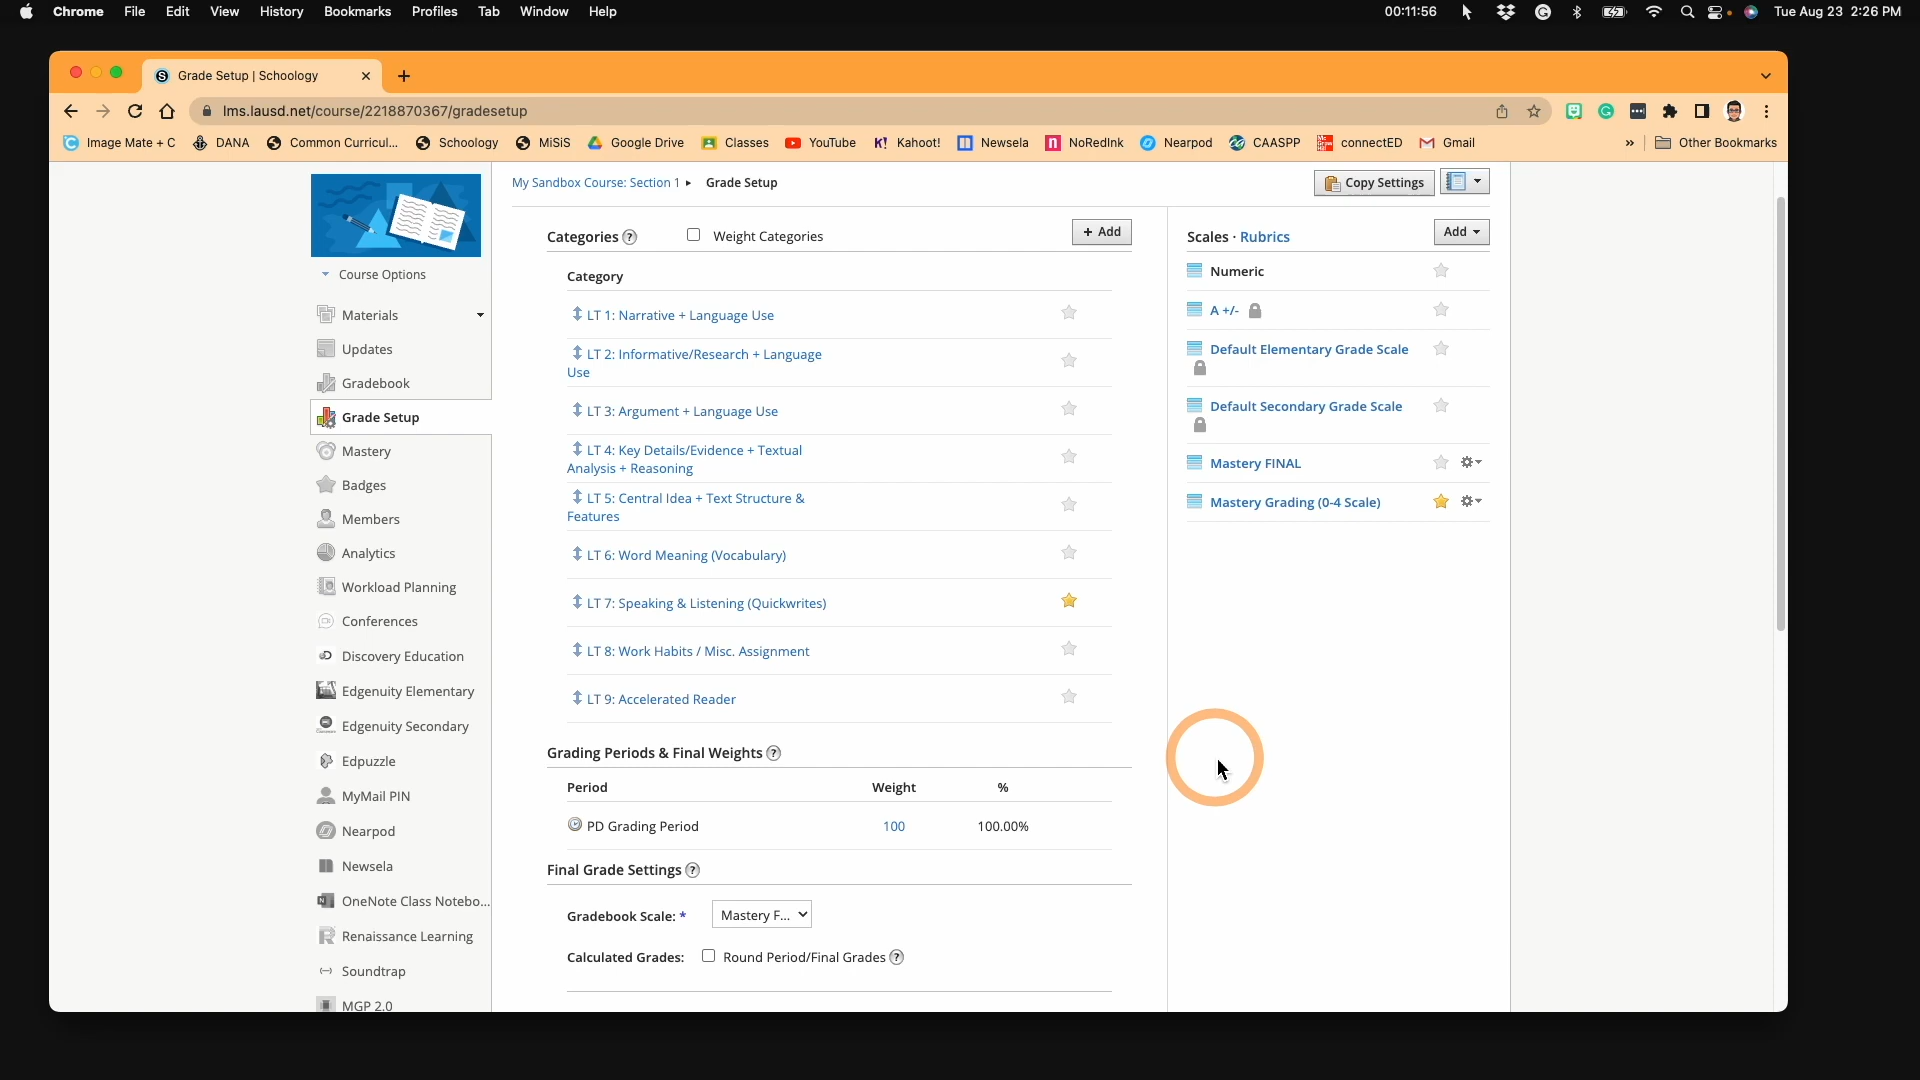 Chrome File Edit View History Bookmarks Profiles Tab Window Help 00:11:56 Tue Aug 23 2:26 PM
Grade Setup | Schoology
lms.lausd.net/course/2218870367/gradesetup
Image Mate + C DANA Common Curricul... Schoology MiSiS Google Drive Classes YouTube Kahoot! Newsela NoRedInk Nearpod CAASPP connectED Gmail » Other Bookmarks
My Sandbox Course: Section 1 Grade Setup Copy Settings
Course Options
Materials
Updates
Gradebook
Grade Setup
Mastery
Badges
Members
Analytics
Workload Planning
Conferences
Discovery Education
Edgenuity Elementary
Edgenuity Secondary
Edpuzzle
MyMail PIN
Nearpod
Newsela
OneNote Class Notebo...
Renaissance Learning
Soundtrap
MGP 2.0
Categories ? Weight Categories + Add
Category
LT 1: Narrative + Language Use
LT 2: Informative/Research + Language
Use
LT 3: Argument + Language Use
LT 4: Key Details/Evidence + Textual
Analysis + Reasoning
LT 5: Central Idea + Text Structure &
Features
LT 6: Word Meaning (Vocabulary)
LT 7: Speaking & Listening (Quickwrites)
LT 8: Work Habits / Misc. Assignment
LT 9: Accelerated Reader
Grading Periods & Final Weights ?
Period Weight %
PD Grading Period 100 100.00%
Final Grade Settings ?
Gradebook Scale: * Mastery F...
Calculated Grades: Round Period/Final Grades ?
Scales · Rubrics Add
Numeric
A +/-
Default Elementary Grade Scale
Default Secondary Grade Scale
Mastery FINAL
Mastery Grading (0-4 Scale)